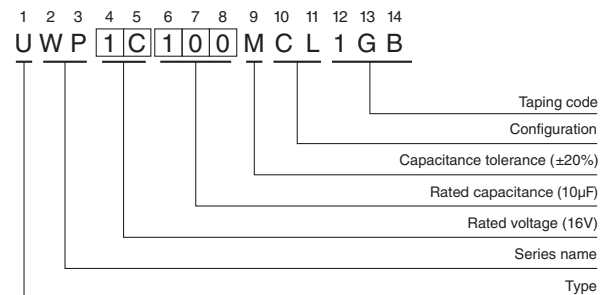 1 2 3 4 5 6 7 8 9 10 11 12 13 14
U W P 1 C 1 0 0 M C L 1 G B
Taping code
Configuration
Capacitance tolerance (±20%)
Rated capacitance (10µF)
Rated voltage (16V)
Series name
Type